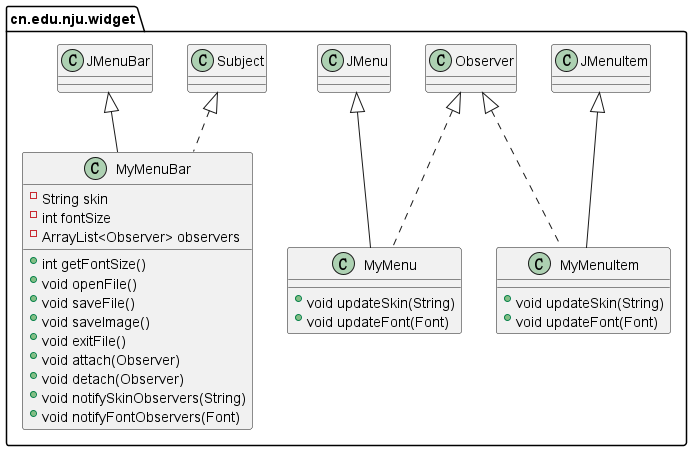 cn.edu.nju.widget
C JMenuBar
C Subject
C JMenu
C Observer
C JMenuItem
C MyMenuBar
String skin
int fontSize
ArrayList<Observer> observers
int getFontSize()
void openFile()
void saveFile()
void saveImage()
void exitFile()
void attach(Observer)
void detach(Observer)
void notifySkinObservers(String)
void notifyFontObservers(Font)
C MyMenu
void updateSkin(String)
void updateFont(Font)
C MyMenuItem
void updateSkin(String)
void updateFont(Font)